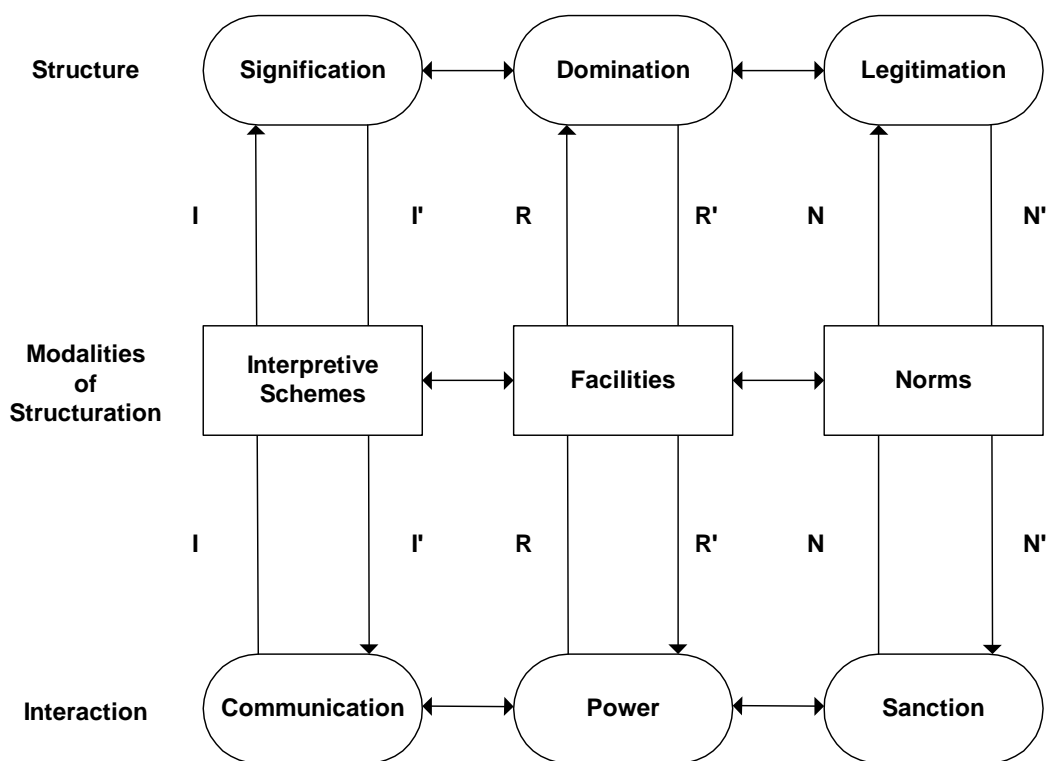 Structure
Signification
Domination
Legitimation
I
I'
R
R'
N
N'
Modalities
of
Structuration
Interpretive
Schemes
Facilities
Norms
I
I'
R
R'
N
N'
Interaction
Communication
Power
Sanction